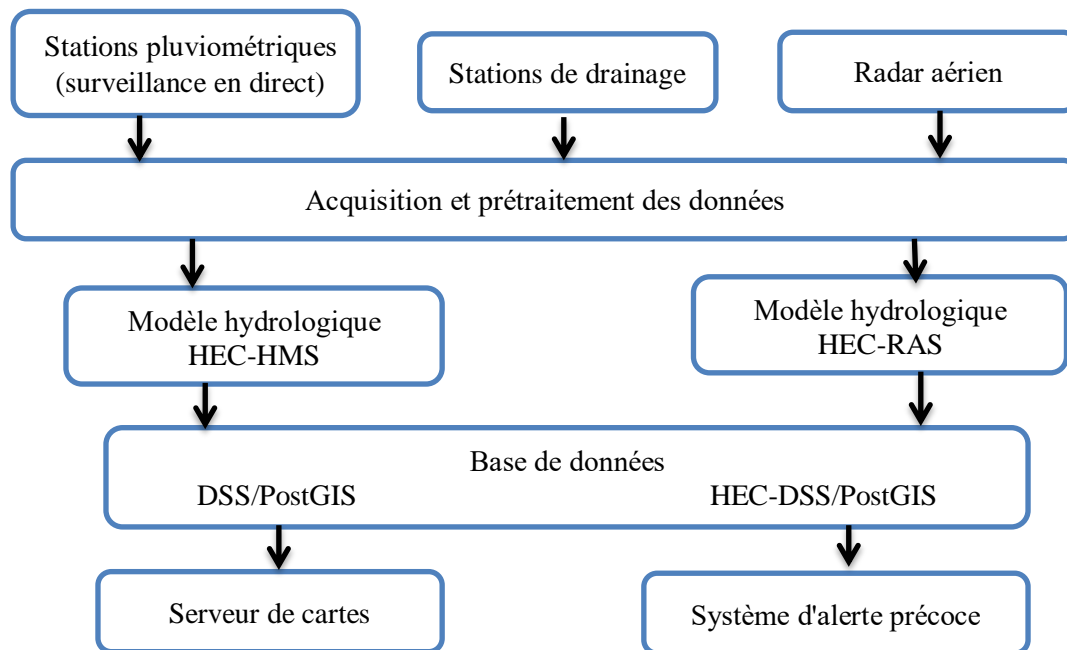 Stations pluviométriques
(surveillance en direct)
Stations de drainage
Radar aérien
Acquisition et prétraitement des données
Modèle hydrologique
HEC-HMS
Modèle hydrologique
HEC-RAS
Base de données
DSS/PostGIS
HEC-DSS/PostGIS
Serveur de cartes
Système d'alerte précoce